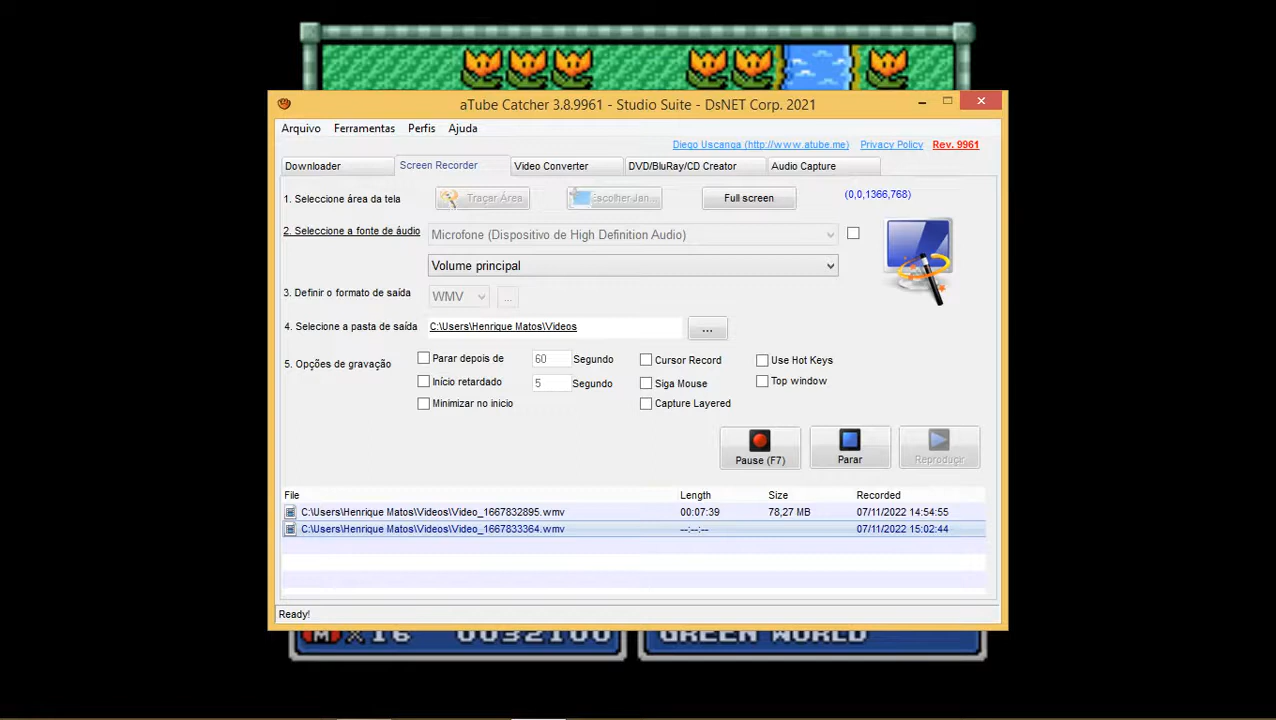 aTube Catcher 3.8.9961 - Studio Suite - DsNET Corp. 2021
Arquivo Ferramentas Perfis Ajuda
Diego Uscanga (http://www.atube.me) Privacy Policy Rev. 9961
Downloader Screen Recorder Video Converter DVD/BluRay/CD Creator Audio Capture
1. Seleccione área da tela Traçar Área Escolher Jan... Full screen (0,0,1366,768)
2. Seleccione a fonte de áudio Microfone (Dispositivo de High Definition Audio)
Volume principal
3. Definir o formato de saída WMV ...
4. Selecione a pasta de saída C:\Users\Henrique Matos\Videos ...
5. Opções de gravação Parar depois de 60 Segundo Cursor Record Use Hot Keys
Início retardado 5 Segundo Siga Mouse Top window
Minimizar no inicio Capture Layered
Pause (F7) Parar Reproduçir
File Length Size Recorded
C:\Users\Henrique Matos\Videos\Video_1667832895.wmv 00:07:39 78,27 MB 07/11/2022 14:54:55
C:\Users\Henrique Matos\Videos\Video_1667833364.wmv --:--:-- 07/11/2022 15:02:44
Ready!
M x 16 0032100 GREEN WORLD